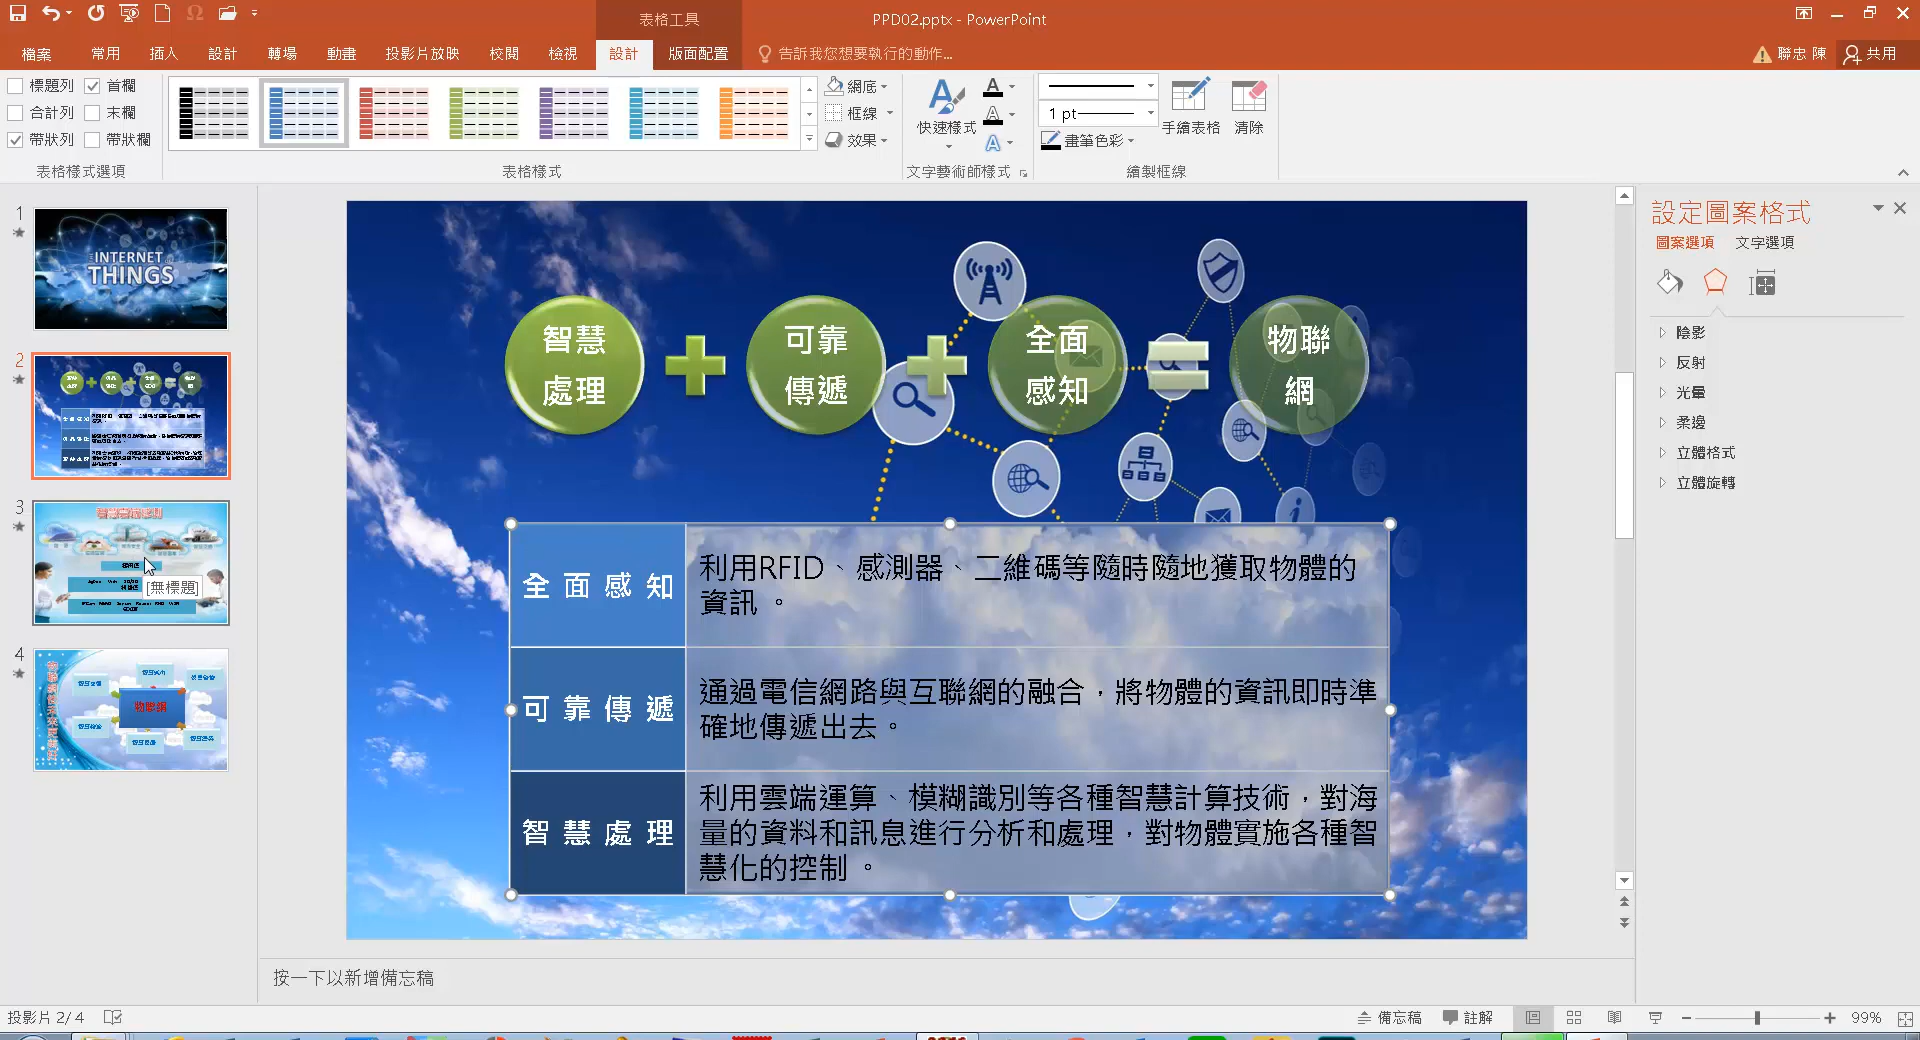 表格工具
PPD02.pptx - PowerPoint
檔案 常用 插入 設計 轉場 動畫 投影片放映 校閱 檢視 設計 版面配置 告訴我您想要執行的動作... 聯忠 陳 共用
標題列 首欄
合計列 末欄
帶狀列 帶狀欄
表格樣式選項
表格樣式
網底
框線
效果
快速樣式
文字藝術師樣式
1 pt
畫筆色彩
手繪表格
清除
繪製框線
1
INTERNET
THINGS
2
3
[無標題]
4
物聯網
智慧
處理
可靠
傳遞
全面
感知
物聯
網
全面感知
利用RFID、感測器、二維碼等隨時隨地獲取物體的
資訊。
可靠傳遞
通過電信網路與互聯網的融合，將物體的資訊即時準
確地傳遞出去。
智慧處理
利用雲端運算、模糊識別等各種智慧計算技術，對海
量的資料和訊息進行分析和處理，對物體實施各種智
慧化的控制。
設定圖案格式
圖案選項 文字選項
陰影
反射
光暈
柔邊
立體格式
立體旋轉
按一下以新增備忘稿
投影片 2/4
備忘稿 註解 99%